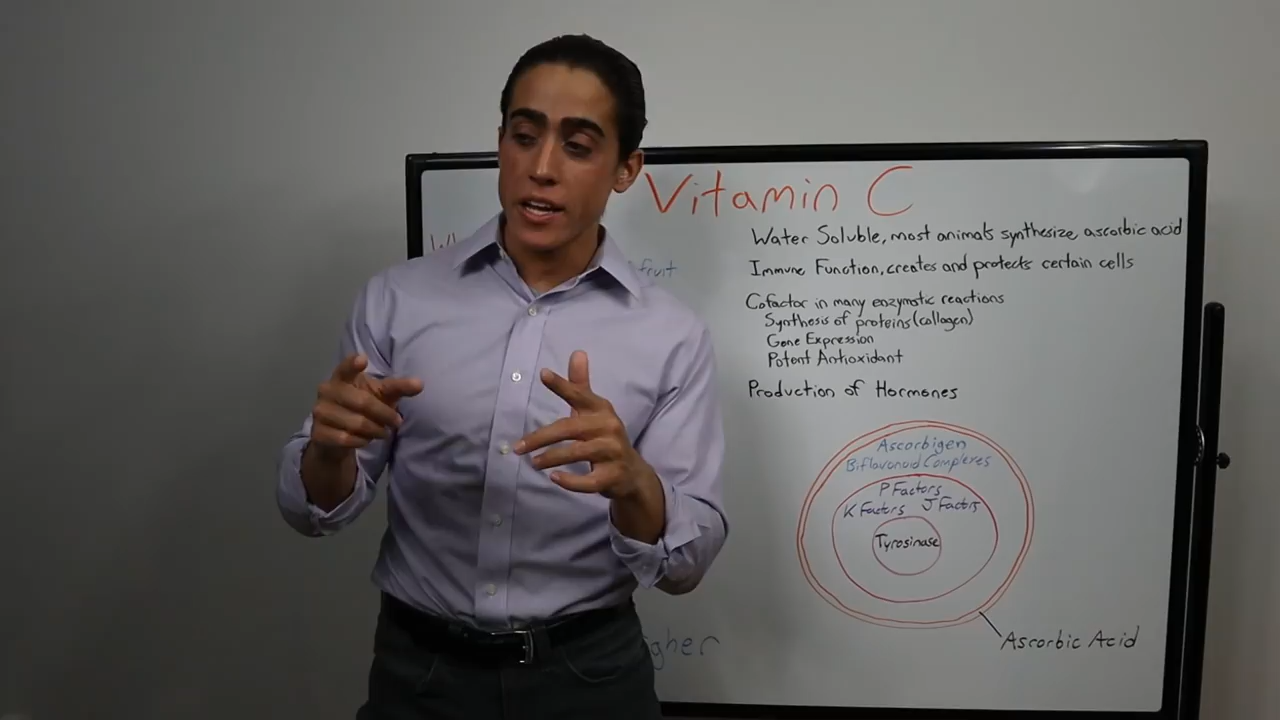 Vitamin C
Water Soluble, most animals synthesize ascorbic acid
fruit
Immune Function, creates and protects certain cells
Cofactor in many enzymatic reactions
Synthesis of proteins (collagen)
Gene Expression
Potent Antioxidant
Production of Hormones
Ascorbigen
Biflavanoid Complexes
P Factors
K Factors J Factors
Tyrosinase
Ascorbic Acid